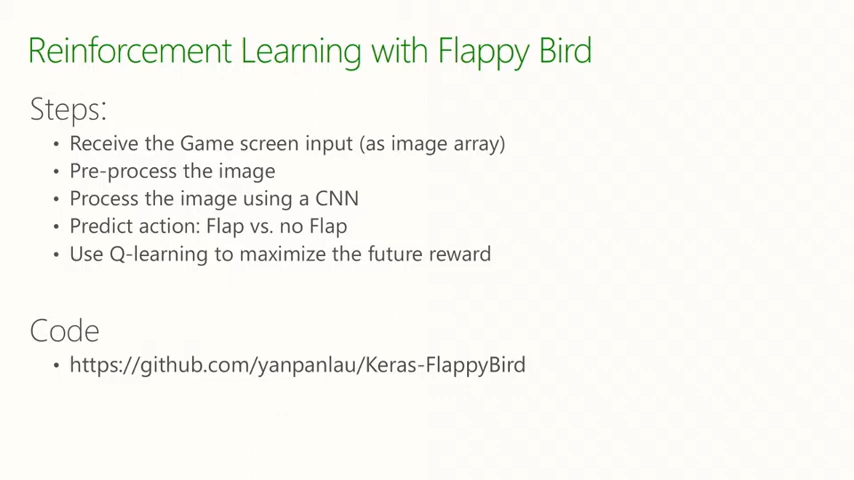 Reinforcement Learning with Flappy Bird
Steps:
• Receive the Game screen input (as image array)
• Pre-process the image
• Process the image using a CNN
• Predict action: Flap vs. no Flap
• Use Q-learning to maximize the future reward
Code
• https://github.com/yanpanlau/Keras-FlappyBird